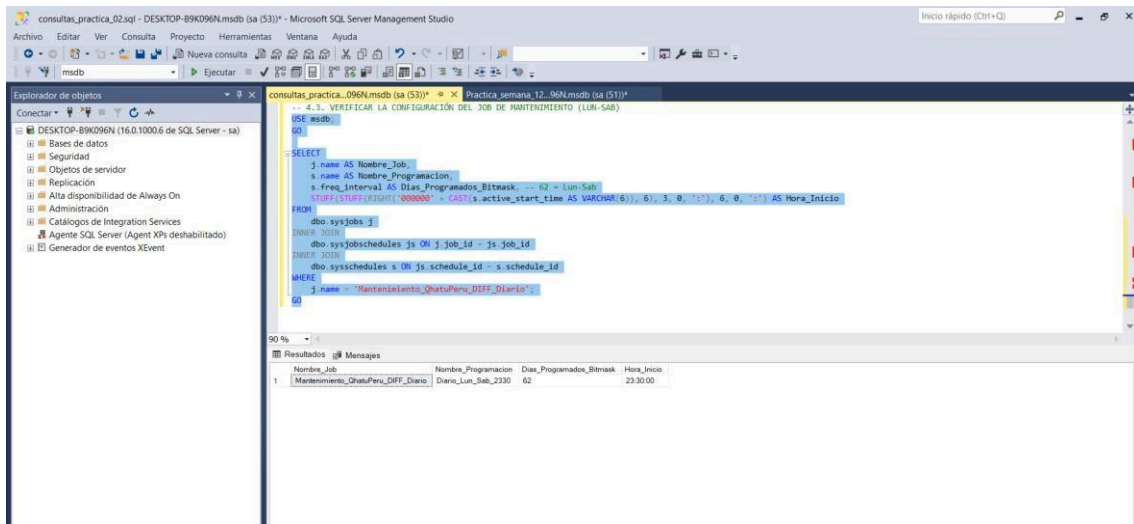 consultas_practica_02.sql - DESKTOP-B9K096N.msdb (sa (53))* - Microsoft SQL Server Management Studio
Inicio rápido (Ctrl+Q)
Archivo Editar Ver Consulta Proyecto Herramientas Ventana Ayuda
Nueva consulta
msdb
Ejecutar
Explorador de objetos
consultas_practica...096N.msdb (sa (53))*
Practica_semana_12...96N.msdb (sa (51))*
Conectar
DESKTOP-B9K096N (16.0.1000.6 de SQL Server - sa)
Bases de datos
Seguridad
Objetos de servidor
Replicación
Alta disponibilidad de Always On
Administración
Catálogos de Integration Services
Agente SQL Server (Agent XPs deshabilitado)
Generador de eventos XEvent
-- 4.3. VERIFICAR LA CONFIGURACIÓN DEL JOB DE MANTENIMIENTO (LUN-SAB)
USE msdb;
GO
SELECT
j.name AS Nombre_Job,
s.name AS Nombre_Programacion,
s.freq_interval AS Dias_Programados_Bitmask, -- 62 = Lun-Sab
STUFF(STUFF(RIGHT('000000' + CAST(s.active_start_time AS VARCHAR(6)), 6), 3, 0, ':'), 6, 0, ':') AS Hora_Inicio
FROM
dbo.sysjobs j
INNER JOIN
dbo.sysjobschedules js ON j.job_id = js.job_id
INNER JOIN
dbo.sysschedules s ON js.schedule_id = s.schedule_id
WHERE
j.name = 'Mantenimiento_QhatuPeru_DIFF_Diario';
GO
90 %
Resultados Mensajes
Nombre_Job Nombre_Programacion Dias_Programados_Bitmask Hora_Inicio
1 Mantenimiento_QhatuPeru_DIFF_Diario Diario_Lun_Sab_2330 62 23:30:00